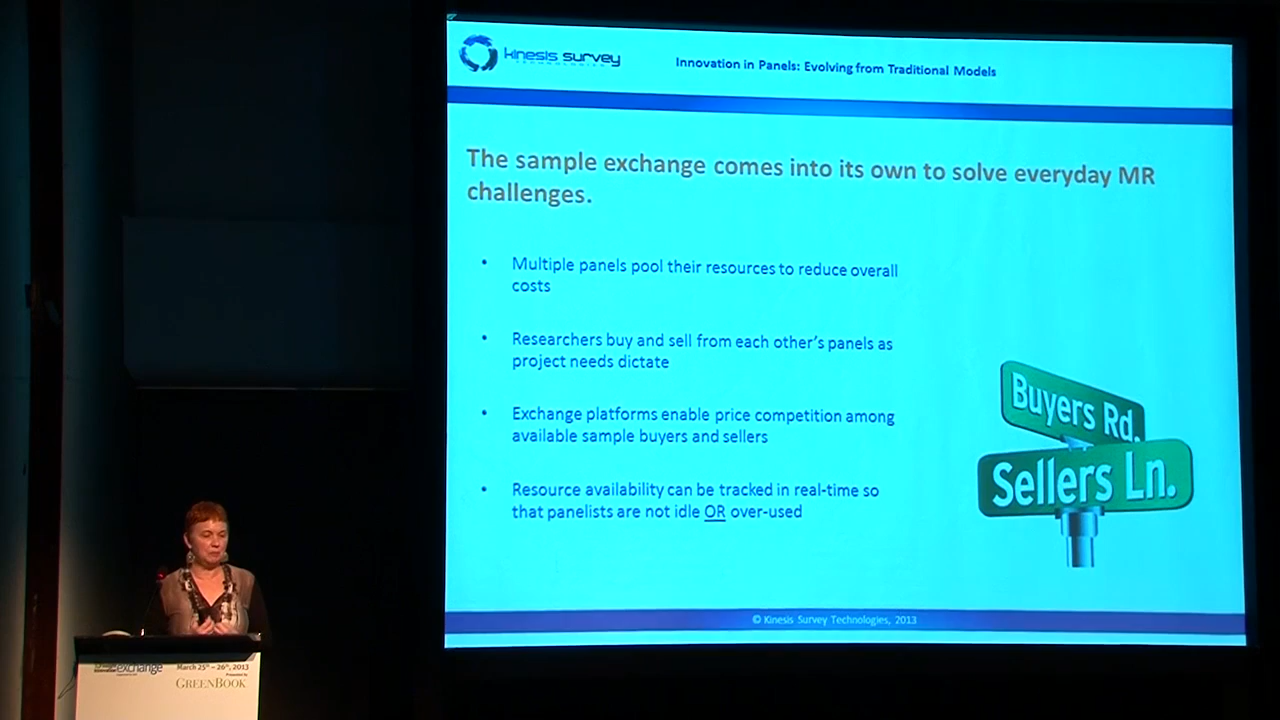 kinesis survey
TECHNOLOGIES
Innovation in Panels: Evolving from Traditional Models
The sample exchange comes into its own to solve everyday MR
challenges.
• Multiple panels pool their resources to reduce overall
costs
• Researchers buy and sell from each other's panels as
project needs dictate
• Exchange platforms enable price competition among
available sample buyers and sellers
• Resource availability can be tracked in real-time so
that panelists are not idle OR over-used
Buyers Rd.
Sellers Ln.
© Kinesis Survey Technologies, 2013
exchange
March 25th – 26th, 2013
Presented by
GREENBOOK